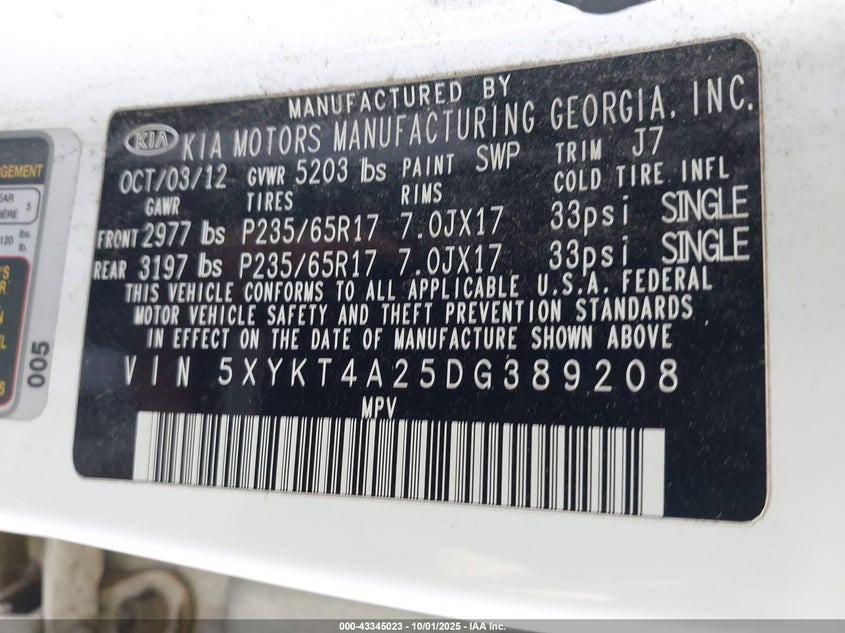 MANUFACTURED BY
KIA KIA MOTORS MANUFACTURING GEORGIA, INC.
OCT/03/12 GVWR 5203 lbs PAINT SWP TRIM J7
GAWR TIRES RIMS COLD TIRE INFL
FRONT 2977 lbs P235/65R17 7.0JX17 33psi SINGLE
REAR 3197 lbs P235/65R17 7.0JX17 33psi SINGLE
THIS VEHICLE CONFORMS TO ALL APPLICABLE U.S.A. FEDERAL
MOTOR VEHICLE SAFETY AND THEFT PREVENTION STANDARDS
IN EFFECT ON THE DATE OF MANUFACTURE SHOWN ABOVE
VIN 5XYKT4A25DG389208
MPV
5
120
lbs.
005
000-43345023 - 10/01/2025 - IAA Inc.